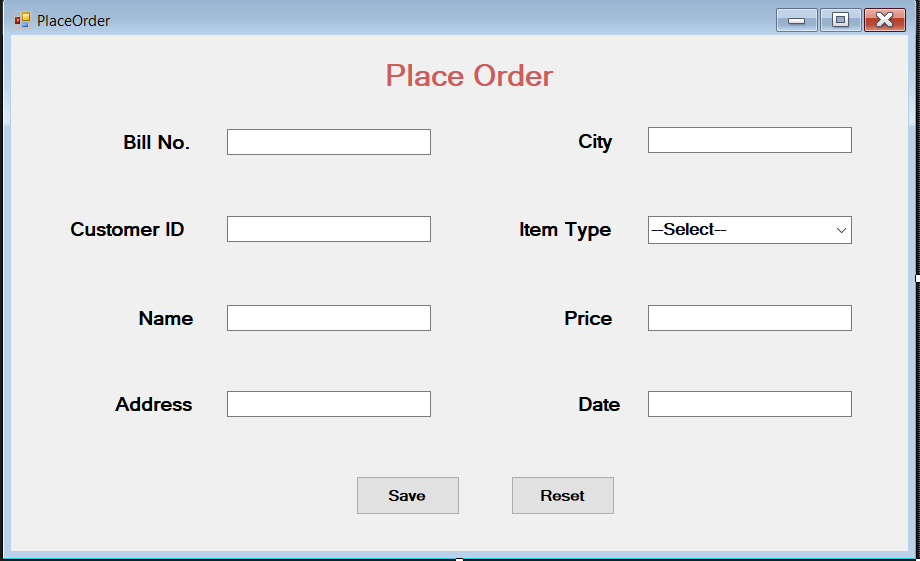 PlaceOrder
Place Order
Bill No.
City
Customer ID
Item Type
--Select--
Name
Price
Address
Date
Save
Reset